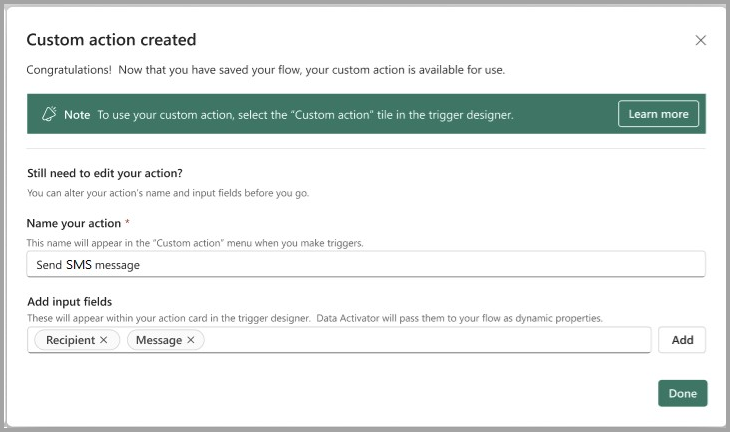 Custom action created
Congratulations!  Now that you have saved your flow, your custom action is available for use.
Note  To use your custom action, select the "Custom action" tile in the trigger designer.
Learn more
Still need to edit your action?
You can alter your action's name and input fields before you go.
Name your action *
This name will appear in the "Custom action" menu when you make triggers.
Send SMS message
Add input fields
These will appear within your action card in the trigger designer.  Data Activator will pass them to your flow as dynamic properties.
Recipient
Message
Add
Done